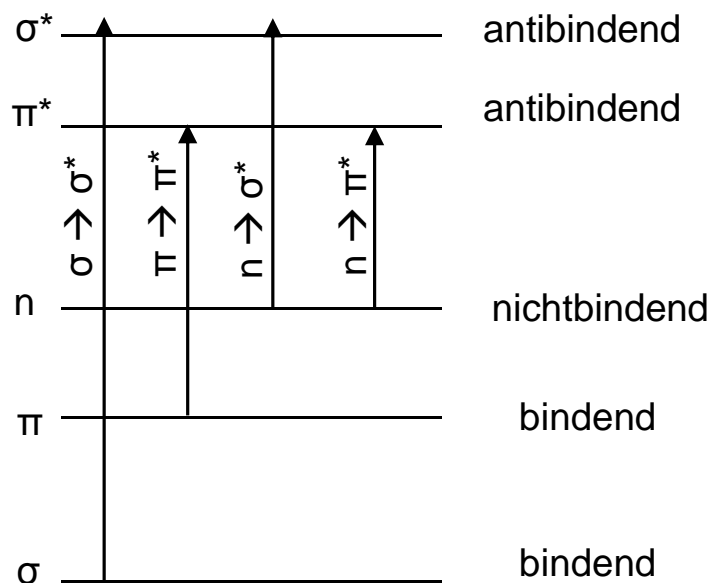 σ* antibindend
π* antibindend
σ → σ*
π → π*
n → σ*
n → π*
n nichtbindend
π bindend
σ bindend